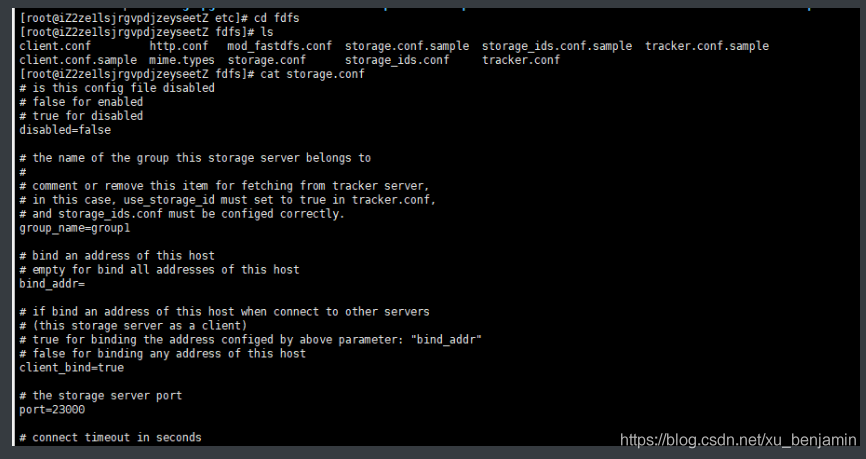 [root@iZ2ze1lsjrgvpdjzeyseetZ etc]# cd fdfs
[root@iZ2ze1lsjrgvpdjzeyseetZ fdfs]# ls
client.conf http.conf mod_fastdfs.conf storage.conf.sample storage_ids.conf.sample tracker.conf.sample
client.conf.sample mime.types storage.conf storage_ids.conf tracker.conf
[root@iZ2ze1lsjrgvpdjzeyseetZ fdfs]# cat storage.conf
# is this config file disabled
# false for enabled
# true for disabled
disabled=false
# the name of the group this storage server belongs to
#
# comment or remove this item for fetching from tracker server,
# in this case, use_storage_id must set to true in tracker.conf,
# and storage_ids.conf must be configed correctly.
group_name=group1
# bind an address of this host
# empty for bind all addresses of this host
bind_addr=
# if bind an address of this host when connect to other servers
# (this storage server as a client)
# true for binding the address configed by above parameter: "bind_addr"
# false for binding any address of this host
client_bind=true
# the storage server port
port=23000
# connect timeout in seconds
https://blog.csdn.net/xu_benjamin